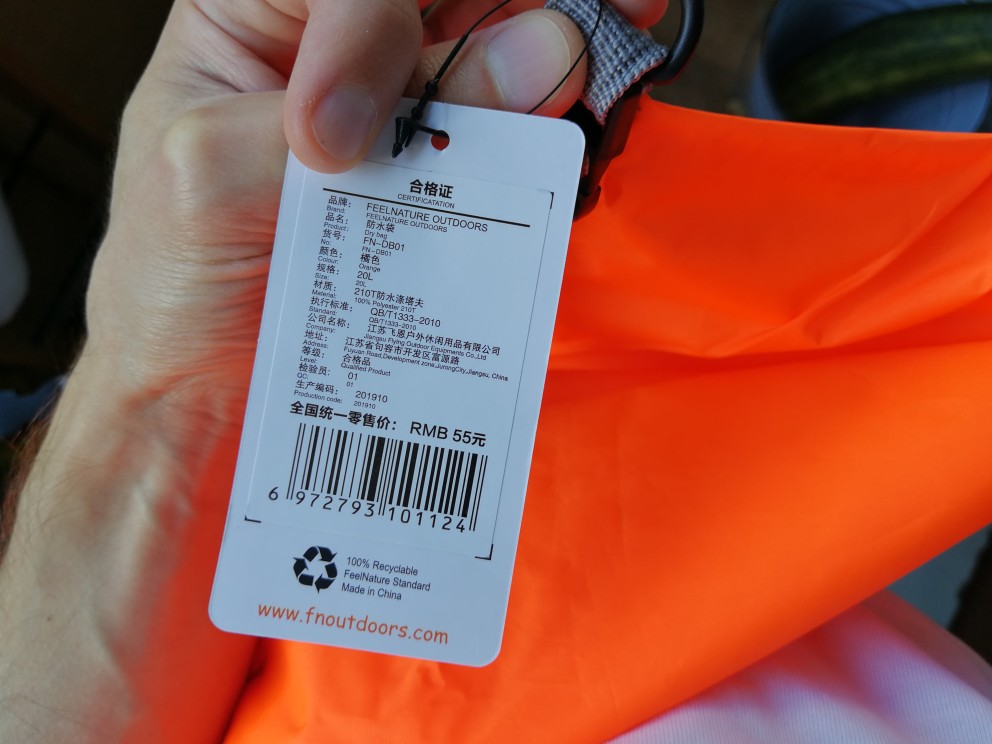 合格证
CERTIFICATATION
品牌： FEELNATURE OUTDOORS
Brand: FEELNATURE OUTDOORS
品名： 防水袋
Product: Dry bag
货号： FN-DB01
No: FN-DB01
颜色： 橘色
Colour: Orange
规格： 20L
Size: 20L
材质： 210T防水涤塔夫
Material: 100% Polyester 210T
执行标准： QB/T1333-2010
Standard: QB/T1333-2010
公司名称： 江苏飞恩户外休闲用品有限公司
Company: Jiangsu Flying Outdoor Equipments Co.,Ltd
地址： 江苏省句容市开发区富源路
Address: Fuyuan Road,Development zone,JurongCity,Jiangsu, China
等级： 合格品
Level: Qualified Product
检验员： 01
QC: 01
生产编码： 201910
Production code: 201910
全国统一零售价： RMB 55元
6 972793 101124
100% Recyclable
FeelNature Standard
Made in China
www.fnoutdoors.com